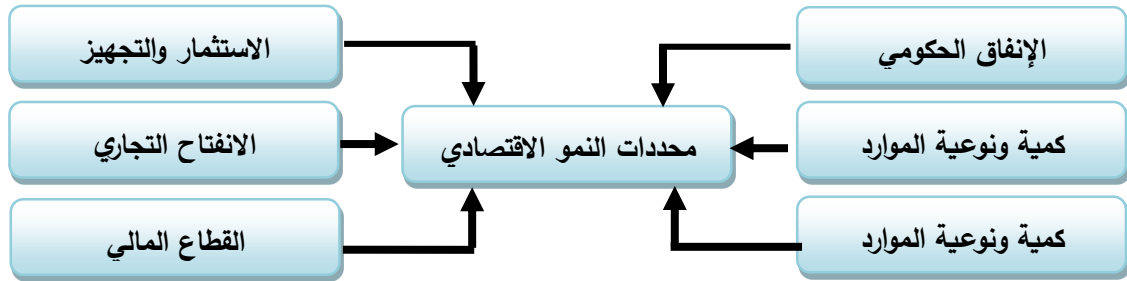 الإنفاق الحكومي
الاستثمار والتجهيز
كمية ونوعية الموارد
محددات النمو الاقتصادي
الانفتاح التجاري
كمية ونوعية الموارد
القطاع المالي